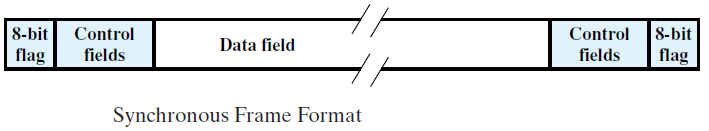 8-bit flag
Control fields
Data field
Control fields
8-bit flag
Synchronous Frame Format